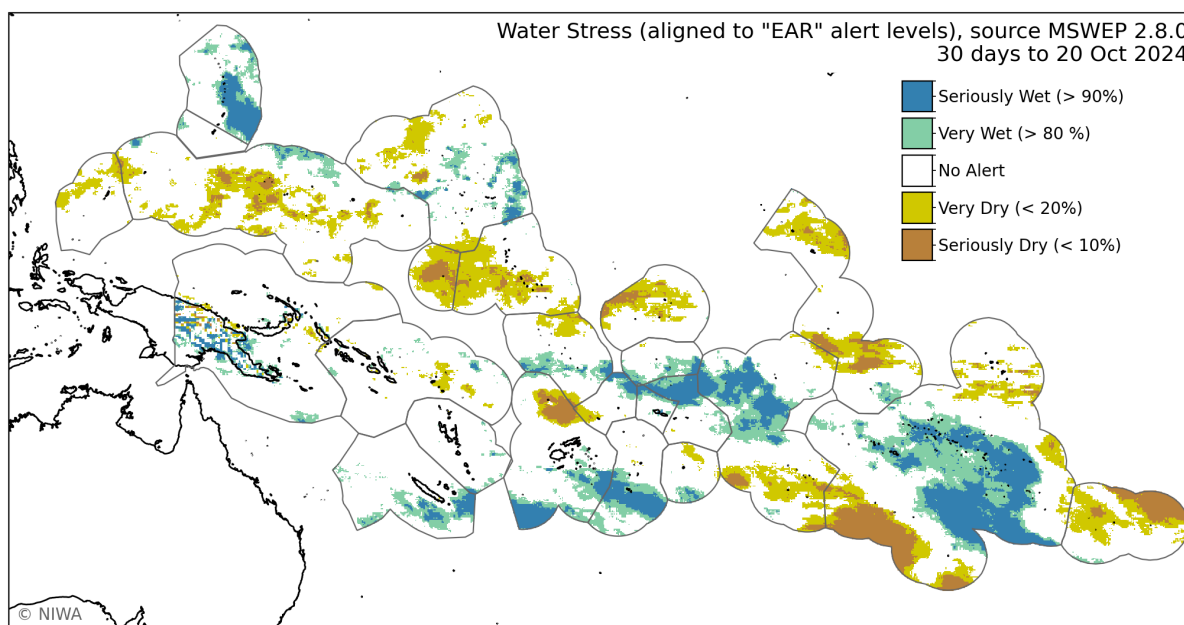 Water Stress (aligned to "EAR" alert levels), source MSWEP 2.8.0
30 days to 20 Oct 2024
Seriously Wet (> 90%)
Very Wet (> 80 %)
No Alert
Very Dry (< 20%)
Seriously Dry (< 10%)
© NIWA